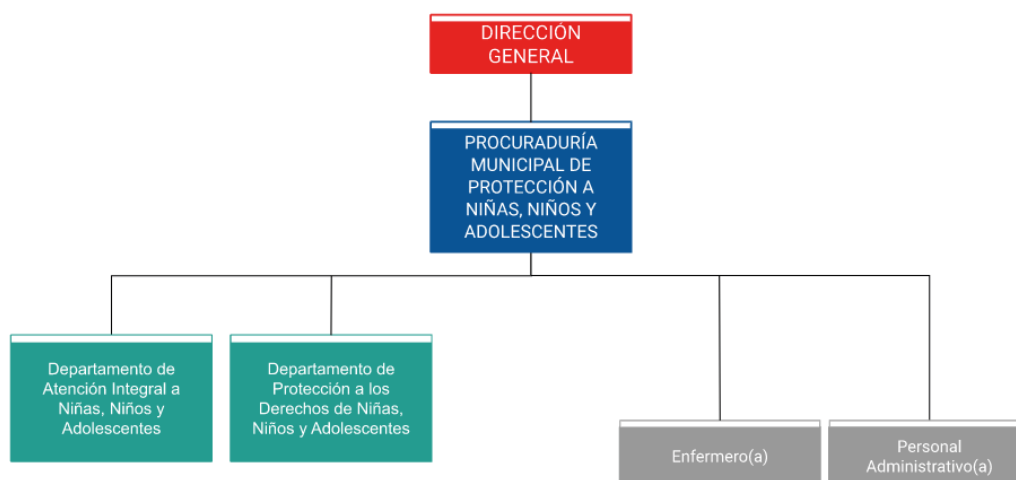 DIRECCIÓN
GENERAL
PROCURADURÍA
MUNICIPAL DE
PROTECCIÓN A
NIÑAS, NIÑOS Y
ADOLESCENTES
Departamento de
Atención Integral a
Niñas, Niños y
Adolescentes
Departamento de
Protección a los
Derechos de Niñas,
Niños y Adolescentes
Enfermero(a)
Personal
Administrativo(a)